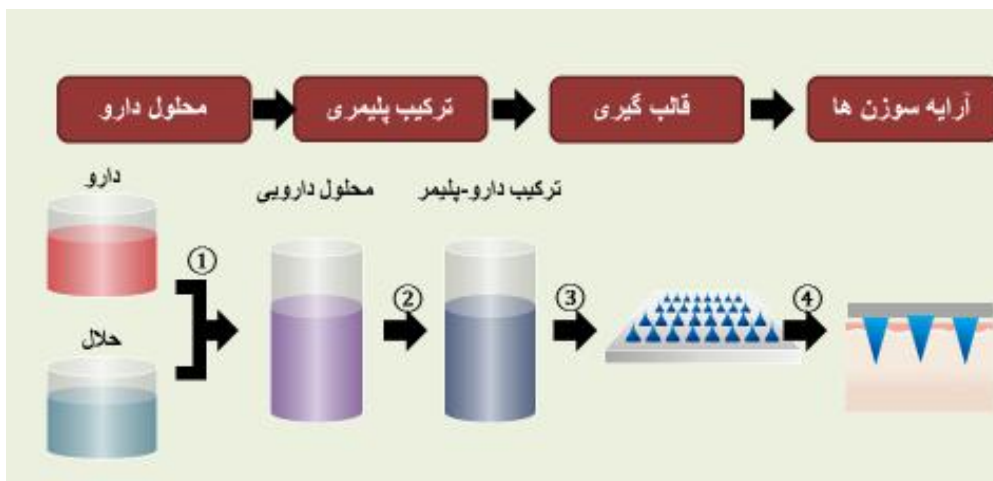 محلول دارو
ترکیب پلیمری
قالب گیری
آرایه سوزن ها
دارو
محلول دارویی
ترکیب دارو-پلیمر
①
②
③
④
حلال